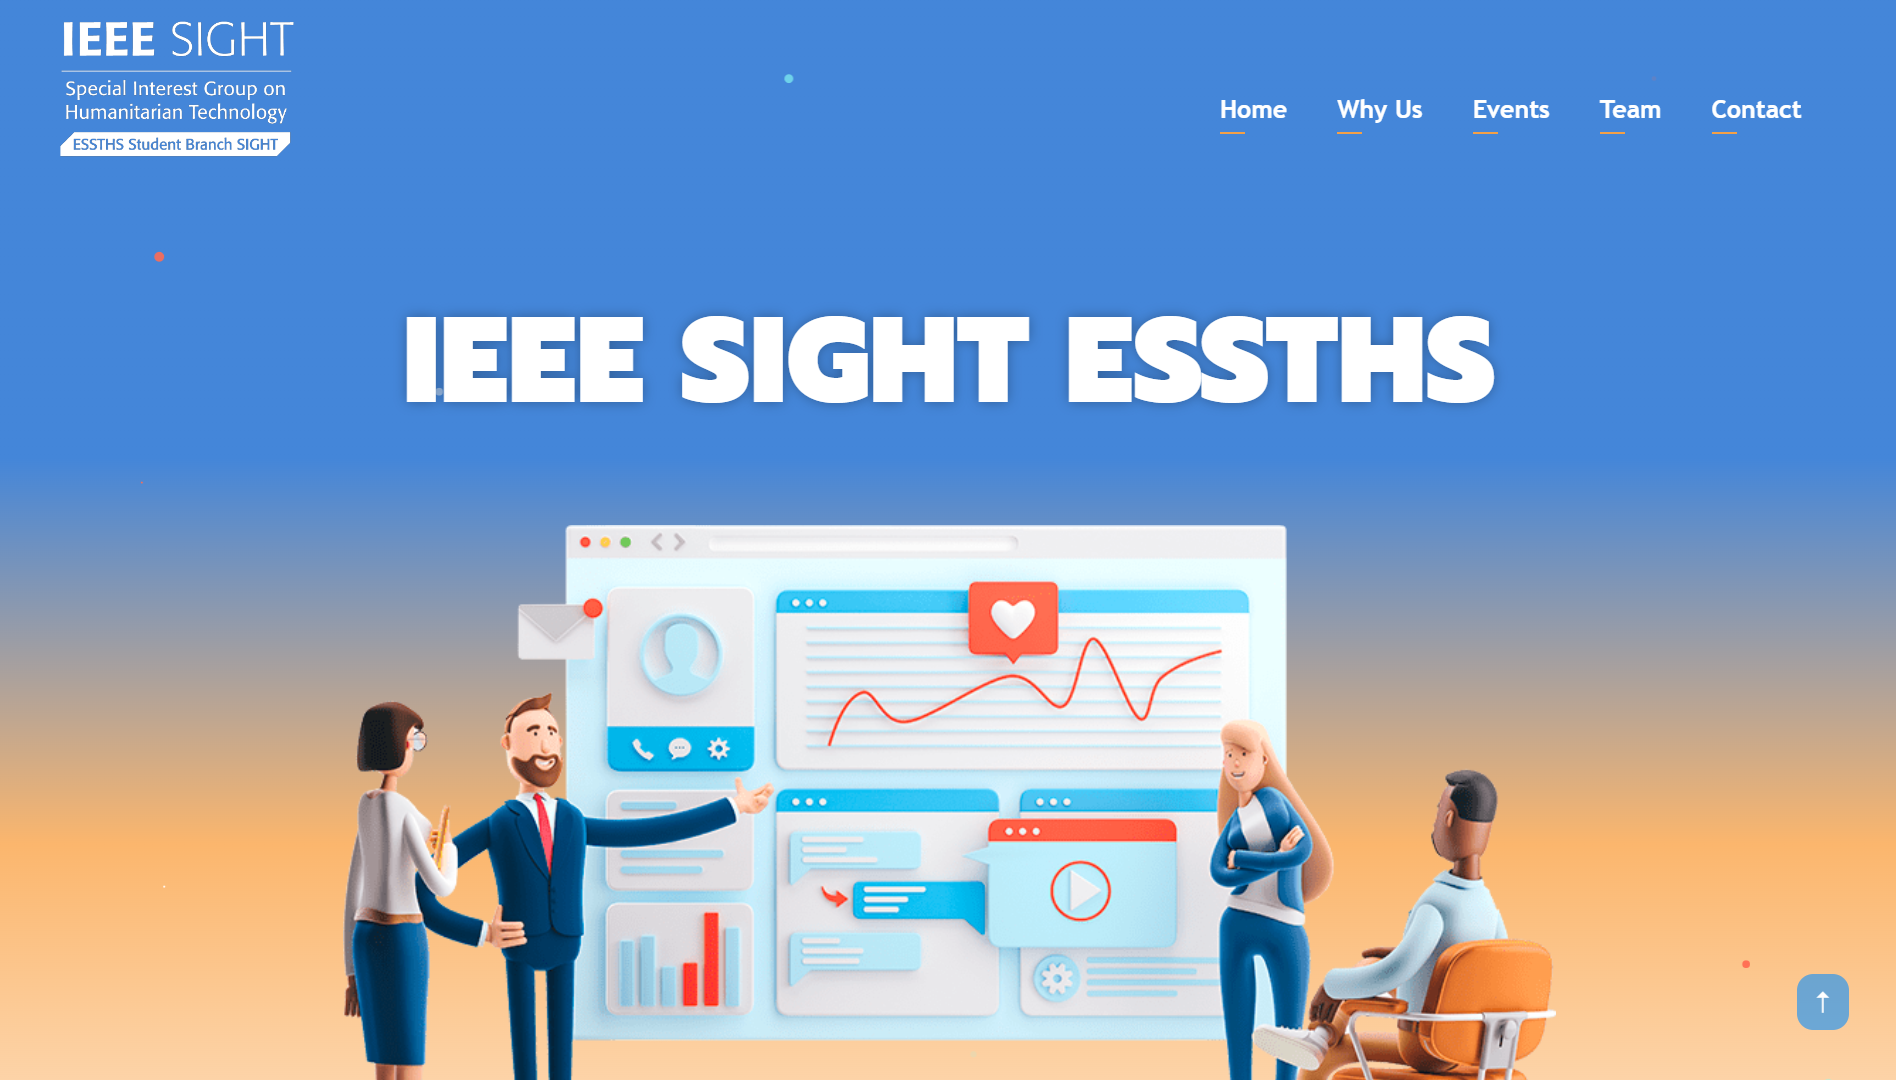 IEEE SIGHT
Special Interest Group on
Humanitarian Technology
ESSTHS Student Branch SIGHT
Home Why Us Events Team Contact
IEEE SIGHT ESSTHS